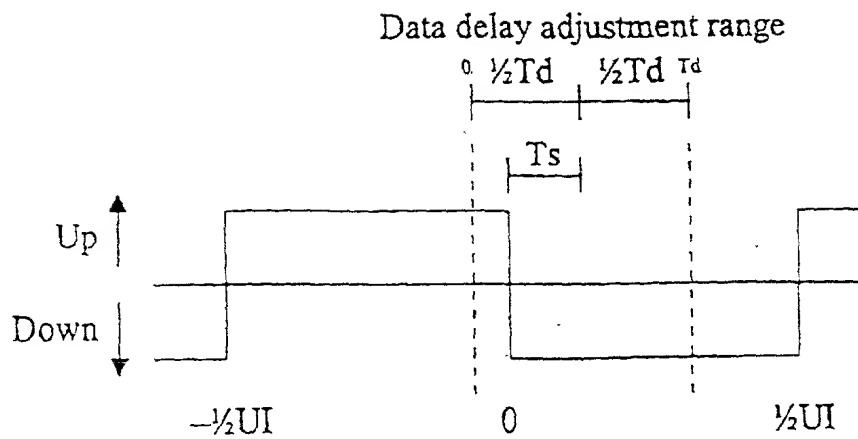 Data delay adjustment range
0. ½Td ½Td Td
Ts
Up
Down
–½UI 0 ½UI